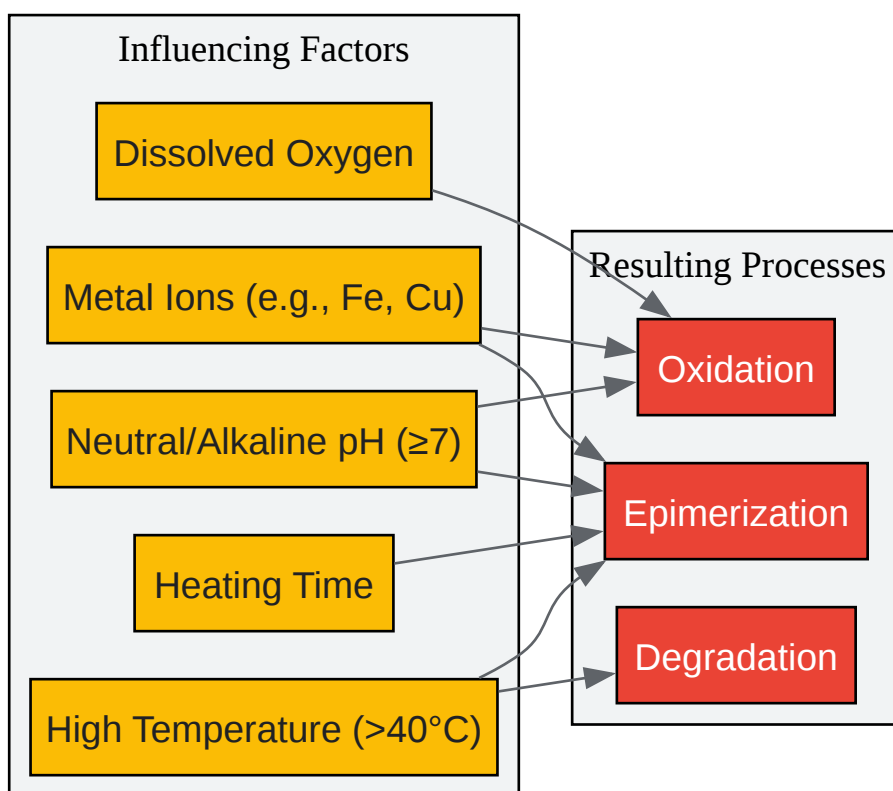 Influencing Factors
Dissolved Oxygen
Metal Ions (e.g., Fe, Cu)
Neutral/Alkaline pH (≥7)
Heating Time
High Temperature (>40°C)
Resulting Processes
Oxidation
Epimerization
Degradation